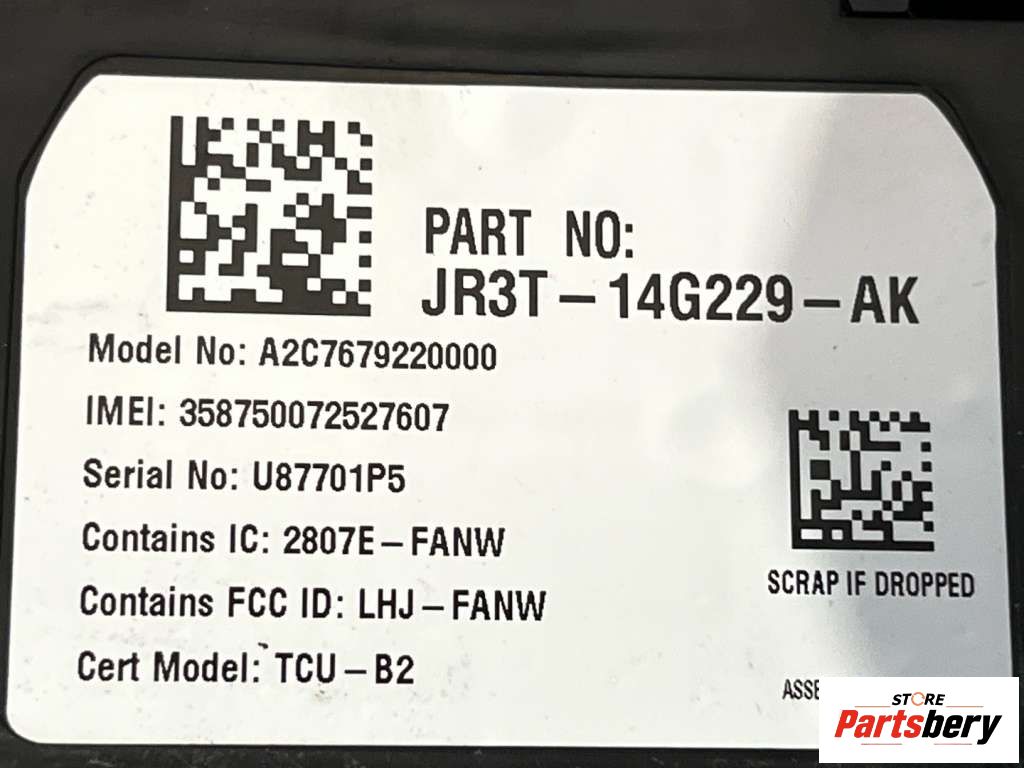 PART NO:
JR3T-14G229-AK
Model No: A2C7679220000
IMEI: 358750072527607
Serial No: U87701P5
Contains IC: 2807E-FANW
Contains FCC ID: LHJ-FANW
Cert Model: TCU-B2
SCRAP IF DROPPED
STORE
Partsbery